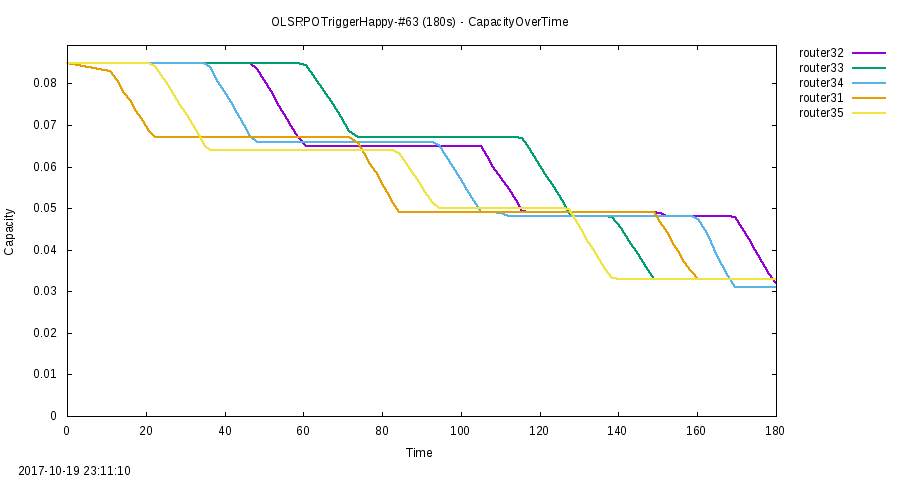 OLSRPOTriggerHappy-#63 (180s) - CapacityOverTime
router32
router33
router34
router31
router35
0.08
0.07
0.06
0.05
0.04
0.03
0.02
0.01
0
Capacity
0 20 40 60 80 100 120 140 160 180
Time
2017-10-19 23:11:10